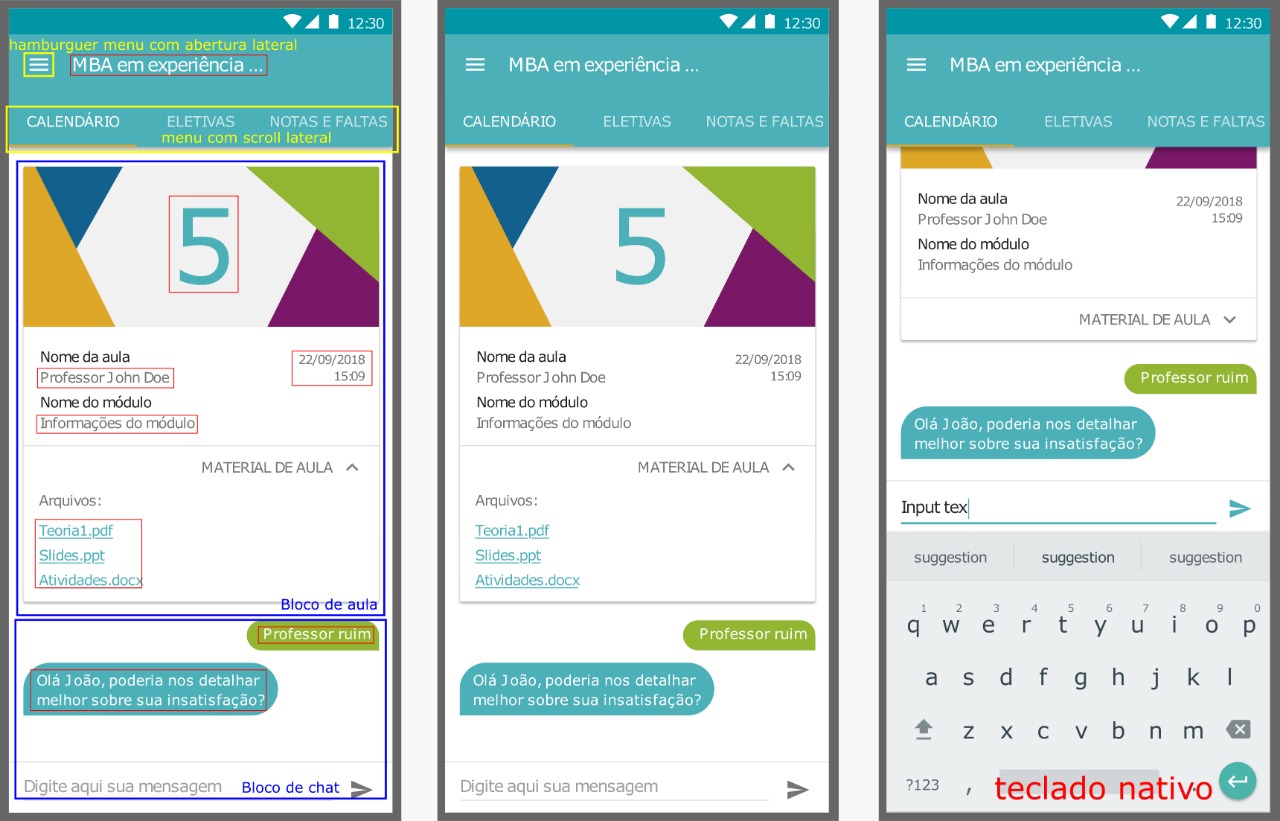 12:30
hamburguer menu com abertura lateral
MBA em experiência ...
CALENDÁRIO ELETIVAS NOTAS E FALTAS
menu com scroll lateral
5
Nome da aula 22/09/2018
Professor John Doe 15:09
Nome do módulo
Informações do módulo
MATERIAL DE AULA
Arquivos:
Teoria1.pdf
Slides.ppt
Atividades.docx
Bloco de aula
Professor ruim
Olá João, poderia nos detalhar
melhor sobre sua insatisfação?
Digite aqui sua mensagem Bloco de chat
12:30
MBA em experiência ...
CALENDÁRIO ELETIVAS NOTAS E FALTAS
5
Nome da aula 22/09/2018
Professor John Doe 15:09
Nome do módulo
Informações do módulo
MATERIAL DE AULA
Arquivos:
Teoria1.pdf
Slides.ppt
Atividades.docx
Professor ruim
Olá João, poderia nos detalhar
melhor sobre sua insatisfação?
Digite aqui sua mensagem
12:30
MBA em experiência ...
CALENDÁRIO ELETIVAS NOTAS E FALTAS
Nome da aula 22/09/2018
Professor John Doe 15:09
Nome do módulo
Informações do módulo
MATERIAL DE AULA
Professor ruim
Olá João, poderia nos detalhar
melhor sobre sua insatisfação?
Input tex
suggestion suggestion suggestion
1 2 3 4 5 6 7 8 9 0
q w e r t y u i o p
a s d f g h j k l
z x c v b n m
?123 , .
teclado nativo